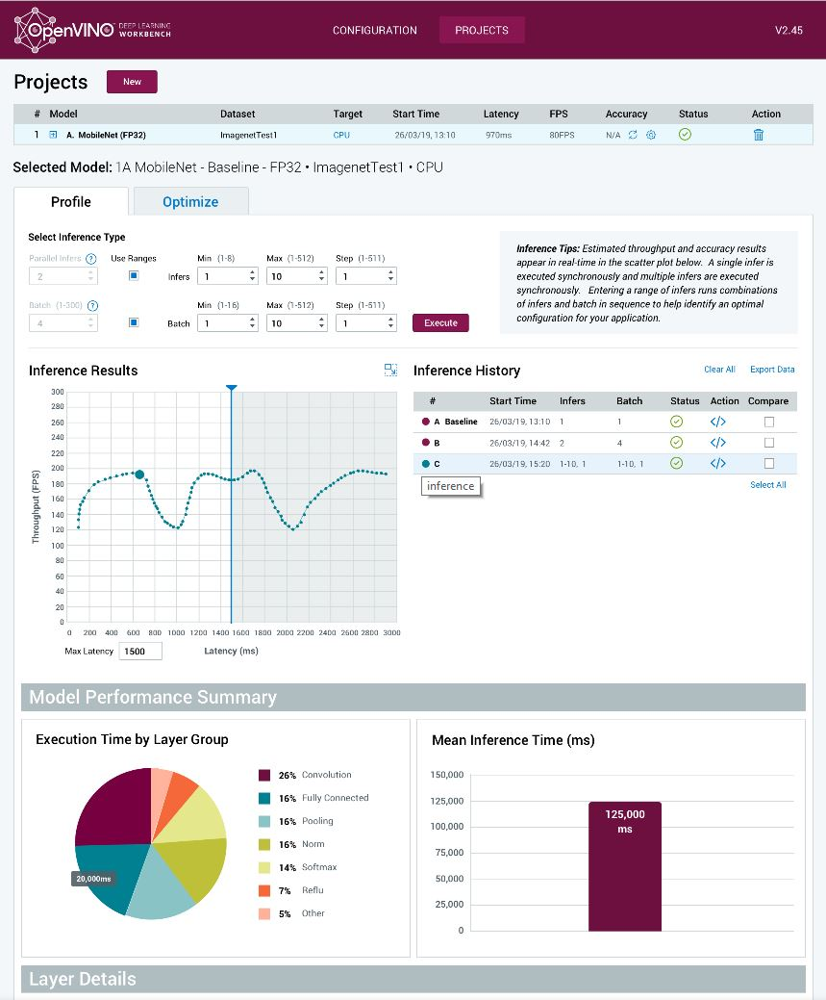 OpenVINO™ DEEP LEARNING WORKBENCH
CONFIGURATION
PROJECTS
V2.45
Projects
New
# Model Dataset Target Start Time Latency FPS Accuracy Status Action
1 A. MobileNet (FP32) ImagenetTest1 CPU 26/03/19, 13:10 970ms 80FPS N/A
Selected Model: 1A MobileNet - Baseline - FP32 • ImagenetTest1 • CPU
Profile
Optimize
Select Inference Type
Parallel Infers ? Use Ranges Min (1-8) Max (1-512) Step (1-511)
2 Infers 1 10 1
Batch (1-300) ? Min (1-16) Max (1-512) Step (1-511)
4 Batch 1 10 1 Execute
Inference Tips: Estimated throughput and accuracy results
appear in real-time in the scatter plot below. A single infer is
executed synchronously and multiple infers are executed
synchronously. Entering a range of infers runs combinations
of infers and batch in sequence to help identify an optimal
configuration for your application.
Inference Results
Throughput (FPS)
300
280
260
240
220
200
180
160
140
120
100
80
60
40
20
0
0 200 400 600 800 1000 1200 1400 1600 1800 2000 2200 2400 2600 2800 3000
Max Latency 1500 Latency (ms)
Inference History
Clear All Export Data
# Start Time Infers Batch Status Action Compare
A Baseline 26/03/19, 13:10 1 1 </>
B 26/03/19, 14:42 2 4 </>
C 26/03/19, 15:20 1-10, 1 1-10, 1 </>
inference
Select All
Model Performance Summary
Execution Time by Layer Group
20,000ms
26% Convolution
16% Fully Connected
16% Pooling
16% Norm
14% Softmax
7% Reflu
5% Other
Mean Inference Time (ms)
150,000
125,000
100,000
75,000
50,000
25,000
0
125,000
ms
Layer Details